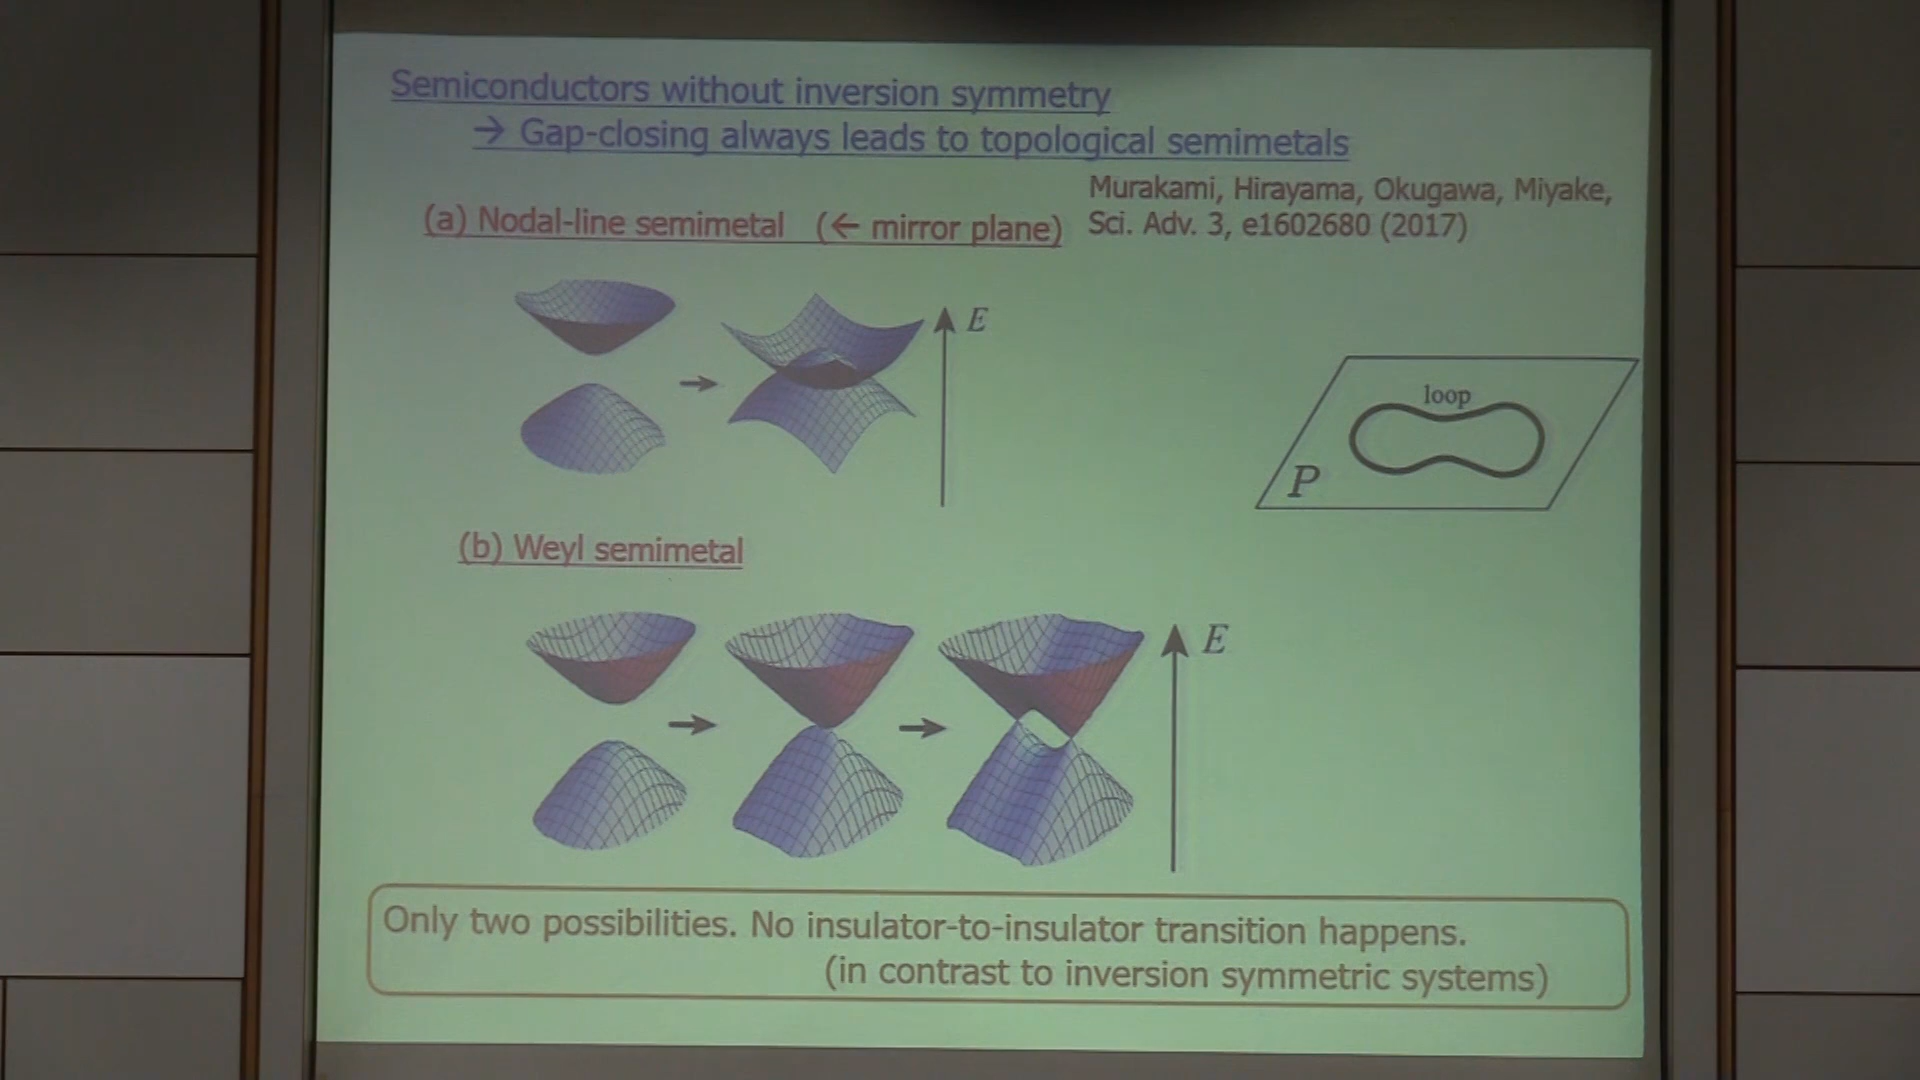 Semiconductors without inversion symmetry
→ Gap-closing always leads to topological semimetals
Murakami, Hirayama, Okugawa, Miyake,
Sci. Adv. 3, e1602680 (2017)
(a) Nodal-line semimetal (← mirror plane)
E
loop
P
(b) Weyl semimetal
E
Only two possibilities. No insulator-to-insulator transition happens.
(in contrast to inversion symmetric systems)